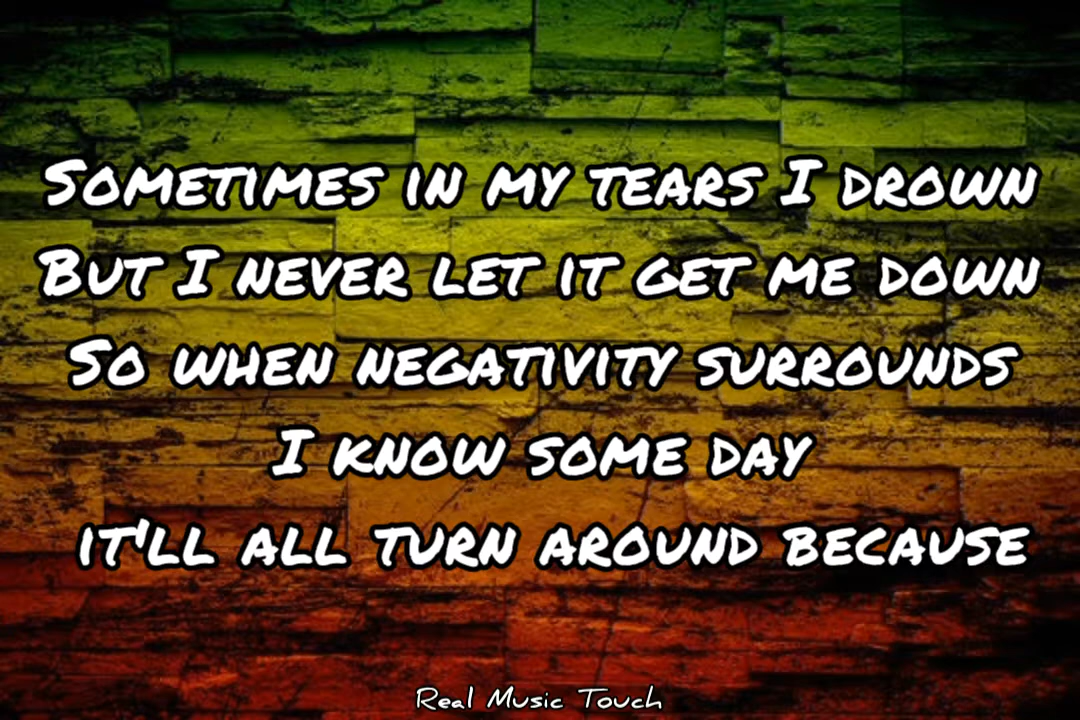 Sometimes in my tears I drown
But I never let it get me down
So when negativity surrounds
I know some day
it'll all turn around because
Real Music Touch